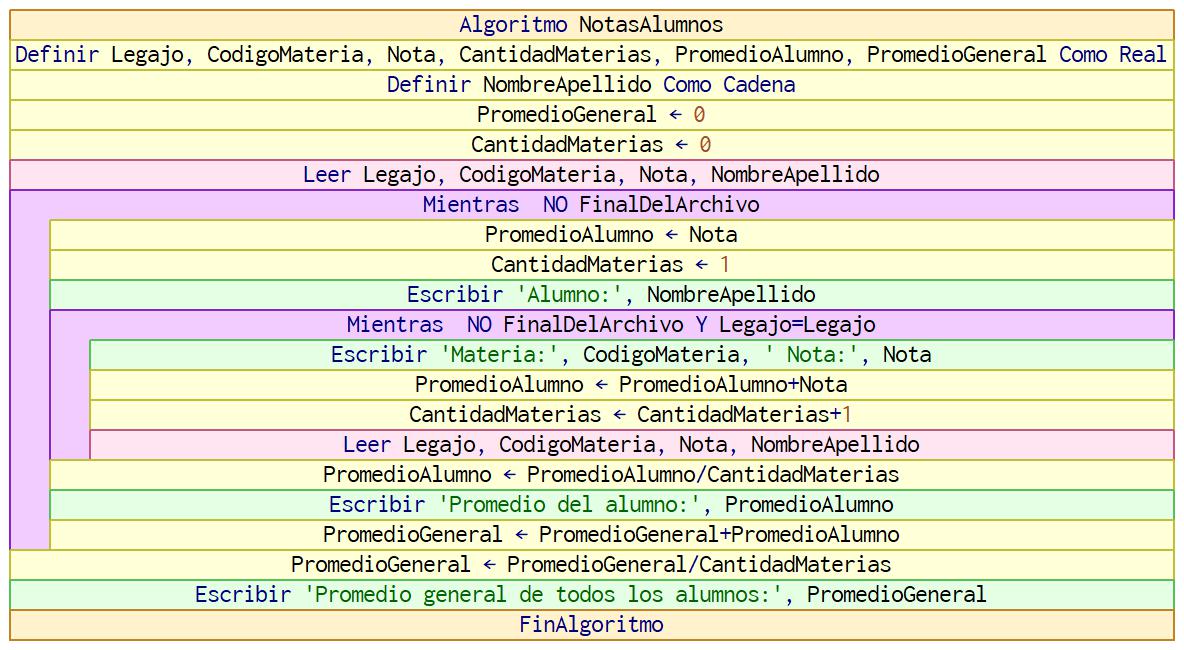 Algoritmo NotasAlumnos
Definir Legajo, CodigoMateria, Nota, CantidadMaterias, PromedioAlumno, PromedioGeneral Como Real
Definir NombreApellido Como Cadena
PromedioGeneral ← 0
CantidadMaterias ← 0
Leer Legajo, CodigoMateria, Nota, NombreApellido
Mientras NO FinalDelArchivo
PromedioAlumno ← Nota
CantidadMaterias ← 1
Escribir 'Alumno:', NombreApellido
Mientras NO FinalDelArchivo Y Legajo=Legajo
Escribir 'Materia:', CodigoMateria, ' Nota:', Nota
PromedioAlumno ← PromedioAlumno+Nota
CantidadMaterias ← CantidadMaterias+1
Leer Legajo, CodigoMateria, Nota, NombreApellido
PromedioAlumno ← PromedioAlumno/CantidadMaterias
Escribir 'Promedio del alumno:', PromedioAlumno
PromedioGeneral ← PromedioGeneral+PromedioAlumno
PromedioGeneral ← PromedioGeneral/CantidadMaterias
Escribir 'Promedio general de todos los alumnos:', PromedioGeneral
FinAlgoritmo